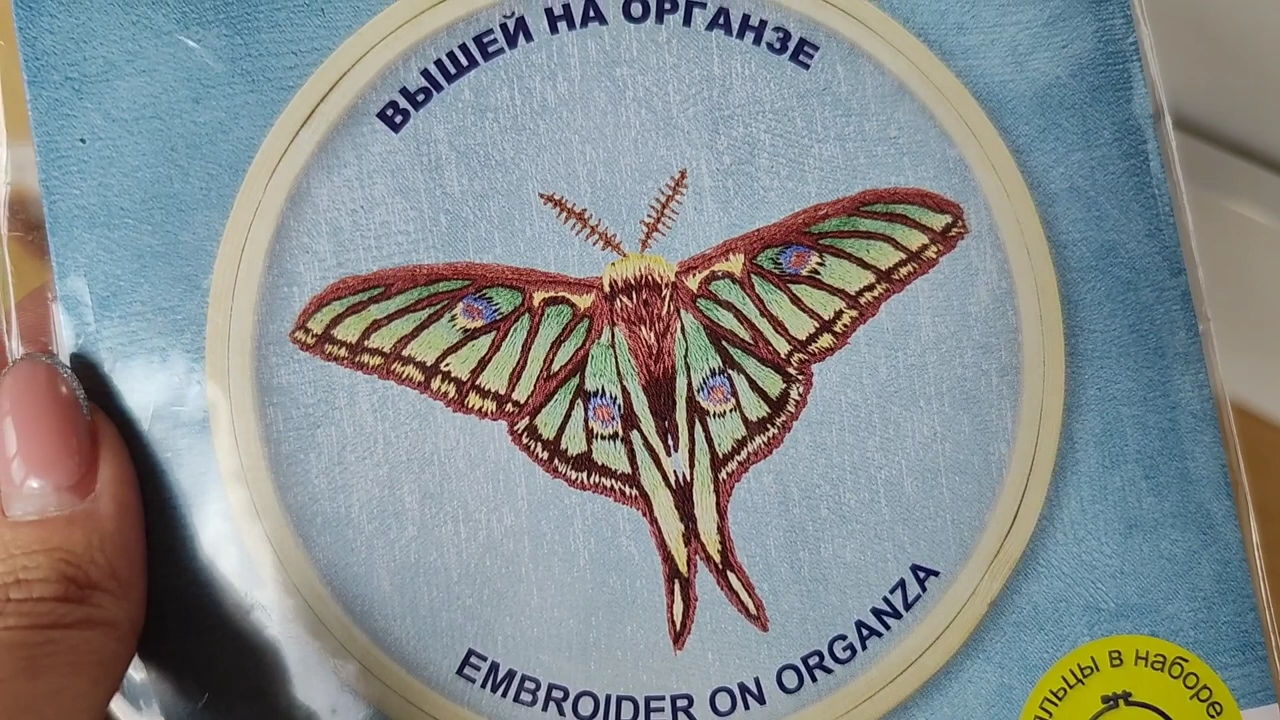 ВЫШЕЙ НА ОРГАНЗЕ
EMBROIDER ON ORGANZA
в наборе